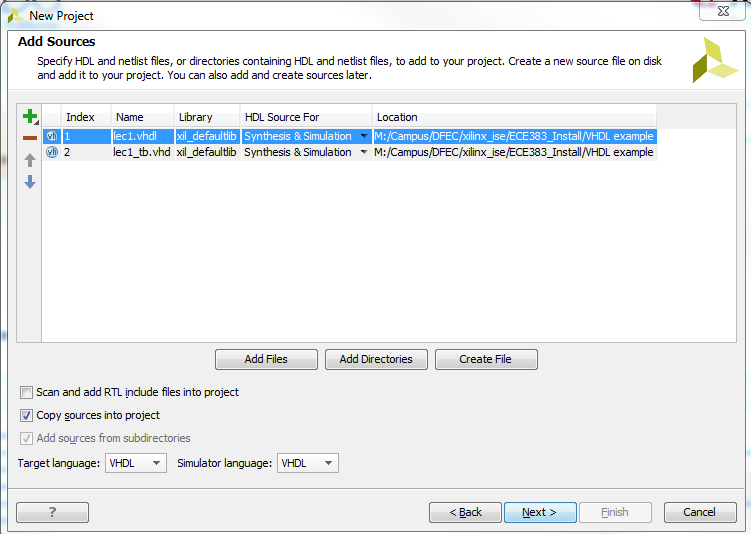 New Project
Add Sources
Specify HDL and netlist files, or directories containing HDL and netlist files, to add to your project. Create a new source file on disk
and add it to your project. You can also add and create sources later.
Index Name Library HDL Source For Location
vh 1 lec1.vhdl xil_defaultlib Synthesis & Simulation M:/Campus/DFEC/xilinx_ise/ECE383_Install/VHDL example
vh 2 lec1_tb.vhd xil_defaultlib Synthesis & Simulation M:/Campus/DFEC/xilinx_ise/ECE383_Install/VHDL example
Add Files Add Directories Create File
Scan and add RTL include files into project
Copy sources into project
Add sources from subdirectories
Target language: VHDL Simulator language: VHDL
? < Back Next > Finish Cancel